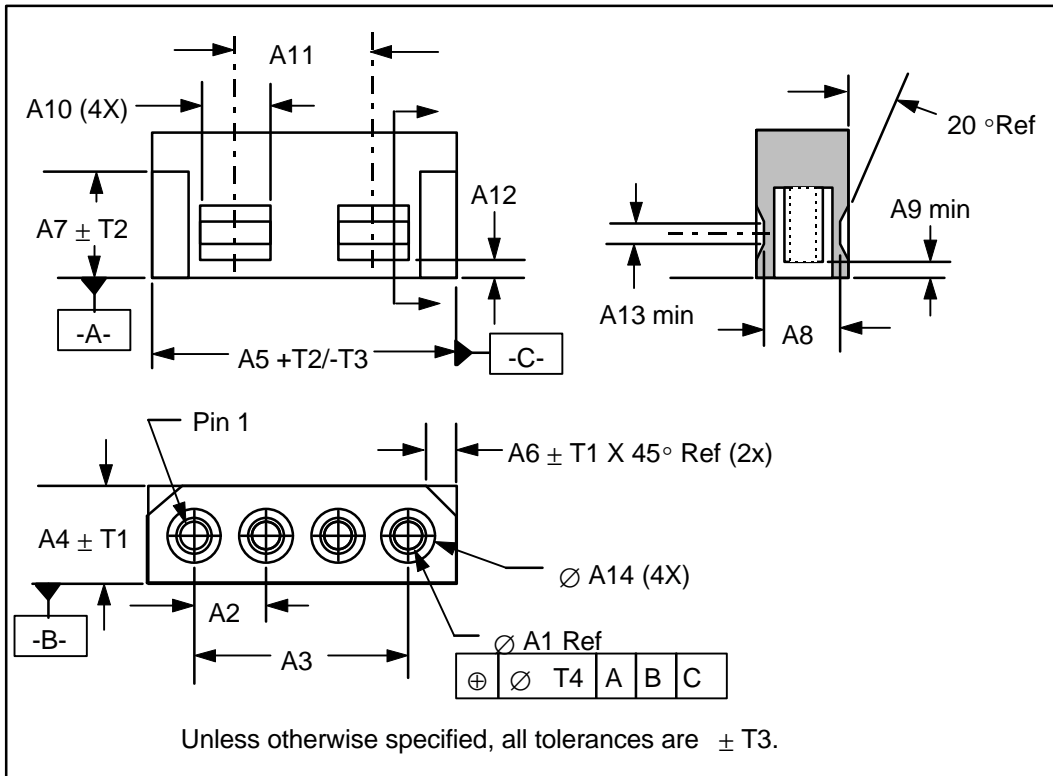 A11
A10 (4X)
20 °Ref
A12
A7 ± T2
A9 min
A13 min
A8
-A-
A5 +T2/-T3
-C-
Pin 1
A6 ± T1 X 45° Ref (2x)
A4 ± T1
∅ A14 (4X)
A2
-B-
∅ A1 Ref
A3
⊕ ∅ T4 A B C
Unless otherwise specified, all tolerances are ± T3.